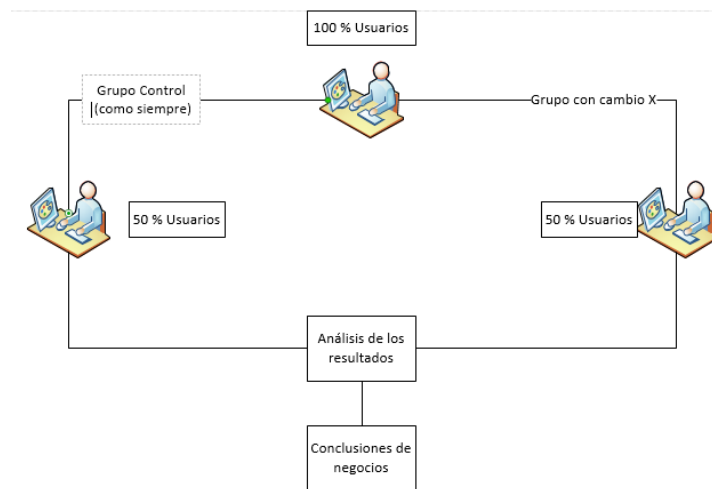 100 % Usuarios
Grupo Control
(como siempre)
Grupo con cambio X
50 % Usuarios
50 % Usuarios
Análisis de los
resultados
Conclusiones de
negocios